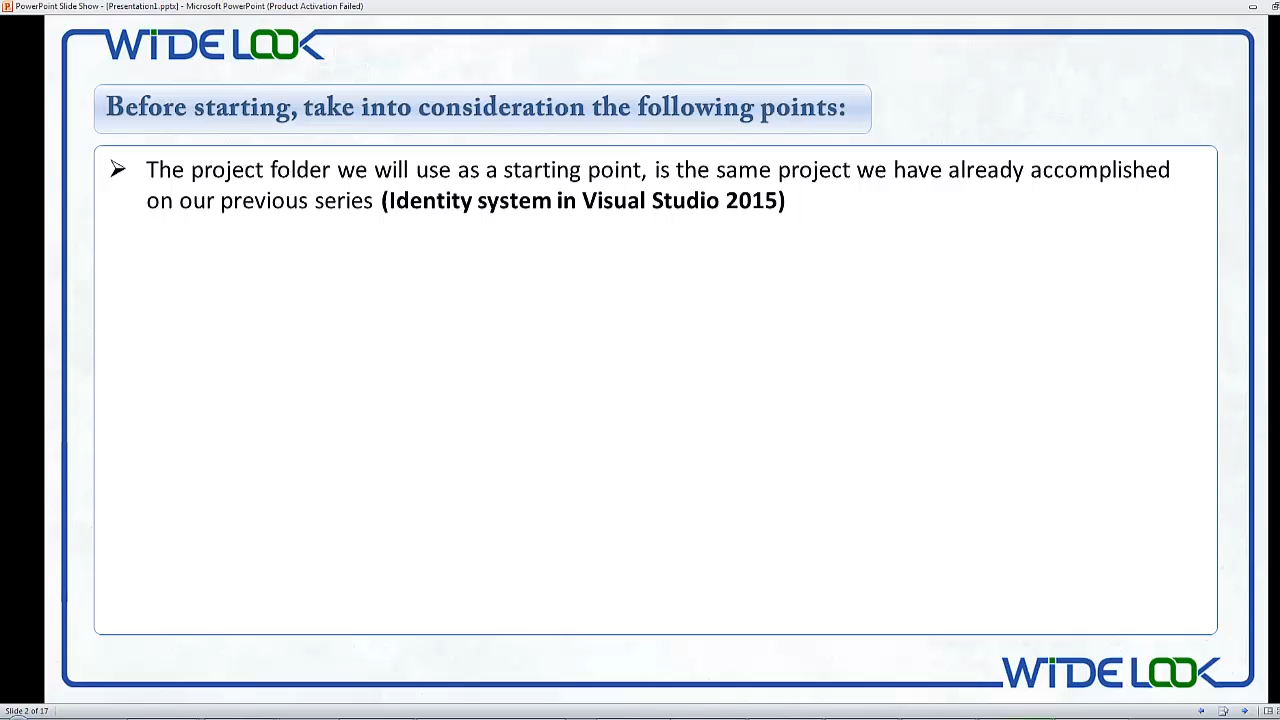 PowerPoint Slide Show - [Presentation1.pptx] - Microsoft PowerPoint (Product Activation Failed)
WiDE LOOK
Before starting, take into consideration the following points:
➢ The project folder we will use as a starting point, is the same project we have already accomplished
on our previous series (Identity system in Visual Studio 2015)
WiDE LOOK
Slide 2 of 17